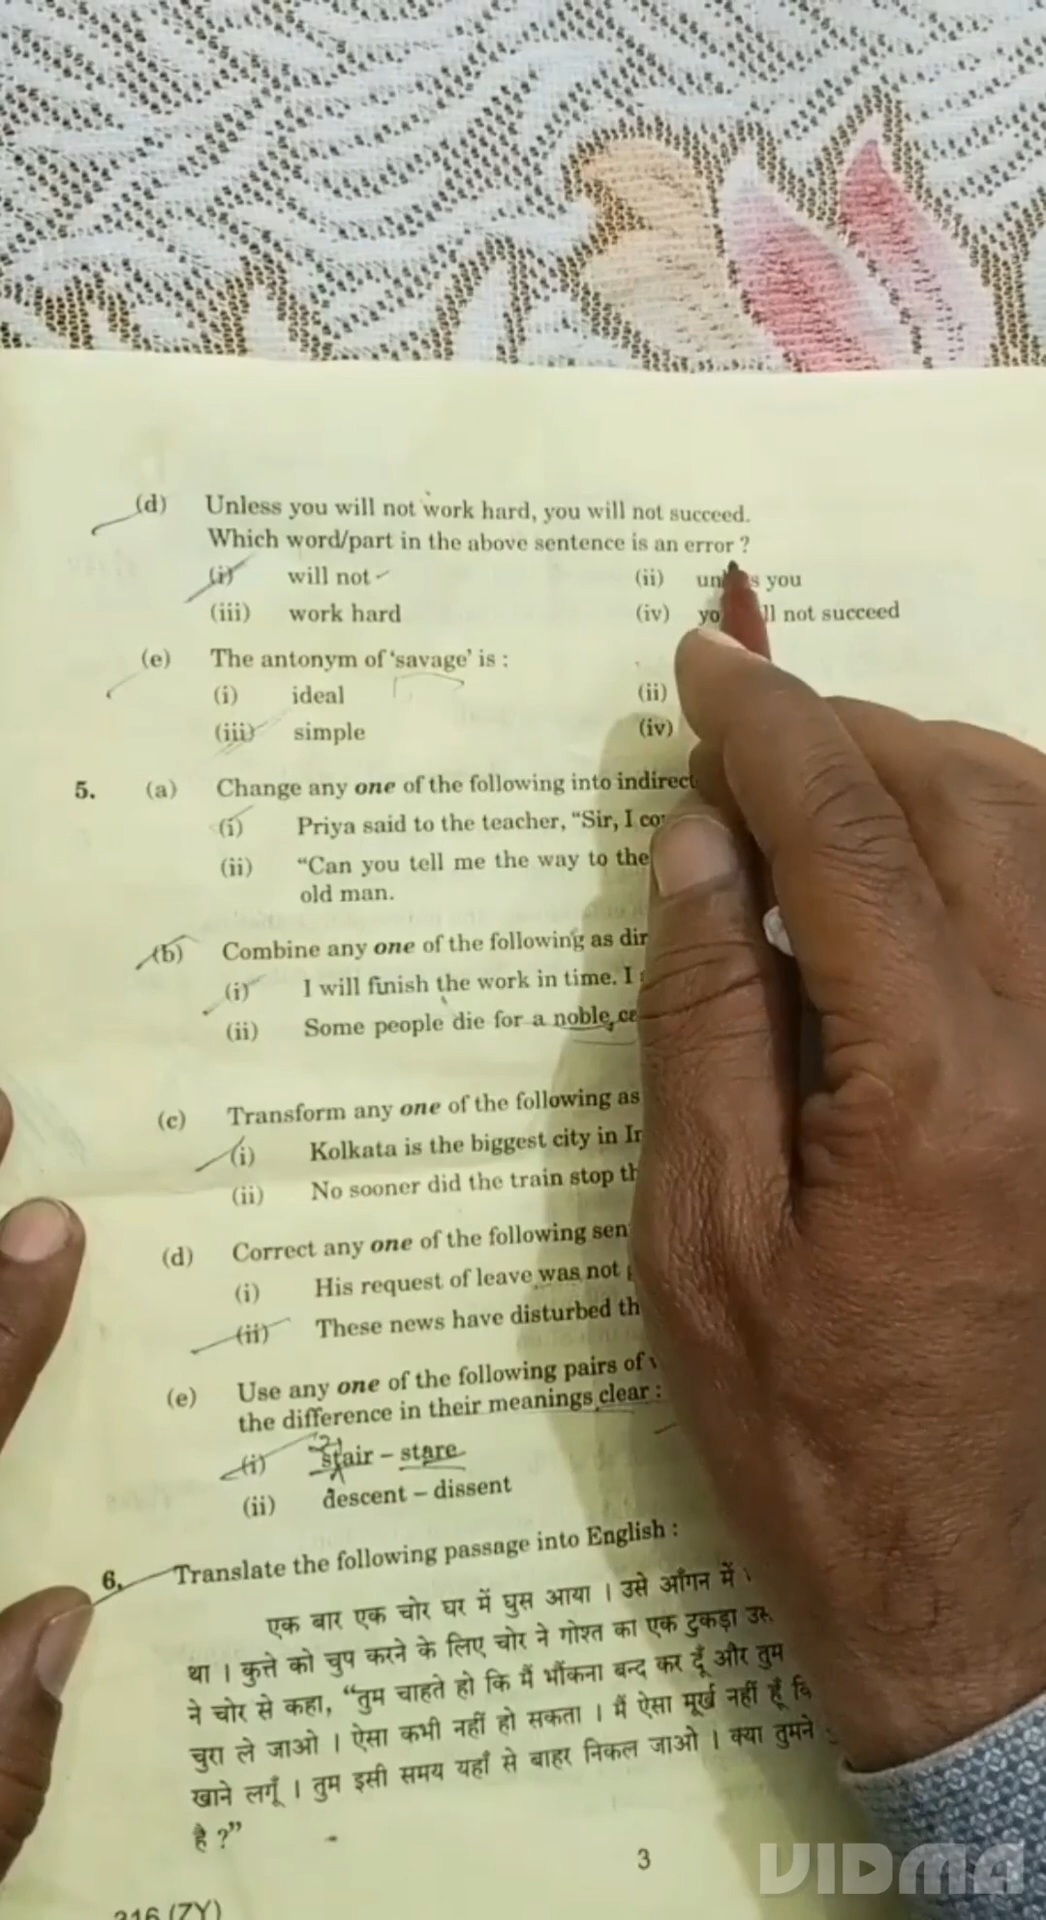 (d) Unless you will not work hard, you will not succeed.
Which word/part in the above sentence is an error ?
(i) will not (ii) you
(iii) work hard (iv) not succeed
(e) The antonym of ‘savage’ is :
(i) ideal (ii)
(iii) simple (iv)
5. (a) Change any one of the following into indirect
(i) Priya said to the teacher, “Sir, I
(ii) “Can you tell me the way to the
old man.
(b) Combine any one of the following as
(i) I will finish the work in time. I
(ii) Some people die for a noble
(c) Transform any one of the following as
(i) Kolkata is the biggest city in
(ii) No sooner did the train stop
(d) Correct any one of the following
(i) His request of leave was not
(ii) These news have disturbed
(e) Use any one of the following pairs of
the difference in their meanings clear :
(i) stair – stare
(ii) descent – dissent
6. Translate the following passage into English :
एक बार एक चोर घर में घुस आया । उसे आँगन में
था । कुत्ते को चुप करने के लिए चोर ने गोश्त का एक टुकड़ा
ने चोर से कहा, “तुम चाहते हो कि मैं भौंकना बन्द कर दूँ और तुम
चुरा ले जाओ । ऐसा कभी नहीं हो सकता । मैं ऐसा मूर्ख नहीं हूँ
खाने लगूँ । तुम इसी समय यहाँ से बाहर निकल जाओ । क्या तुमने
है ?”
3
316 (ZY)
VIDMA